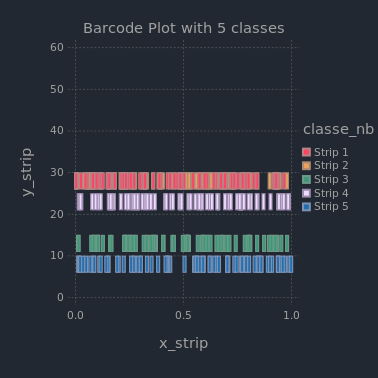 Barcode Plot with 5 classes
60
50
40
30
20
10
0
0.0
0.5
1.0
x_strip
y_strip
classe_nb
Strip 1
Strip 2
Strip 3
Strip 4
Strip 5